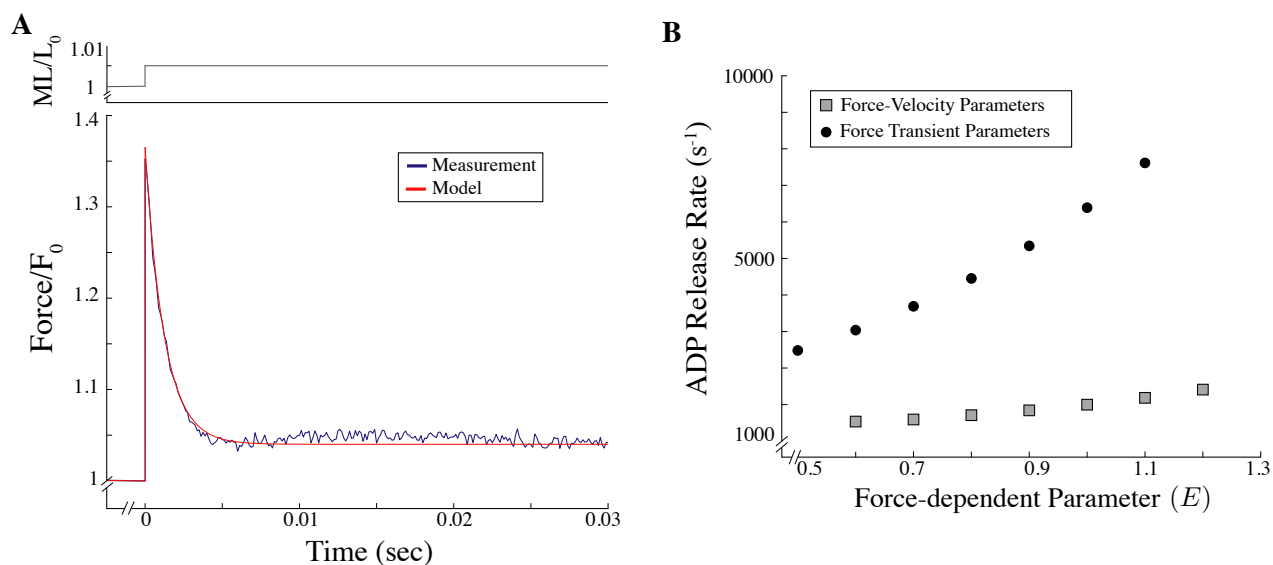 A
ML/L0
1.01
1
Force/F0
1.4
1.3
1.2
1.1
1
Measurement
Model
0
0.01
0.02
0.03
Time (sec)
B
ADP Release Rate (s-1)
10000
5000
1000
Force-Velocity Parameters
Force Transient Parameters
0.5
0.7
0.9
1.1
1.3
Force-dependent Parameter (E)